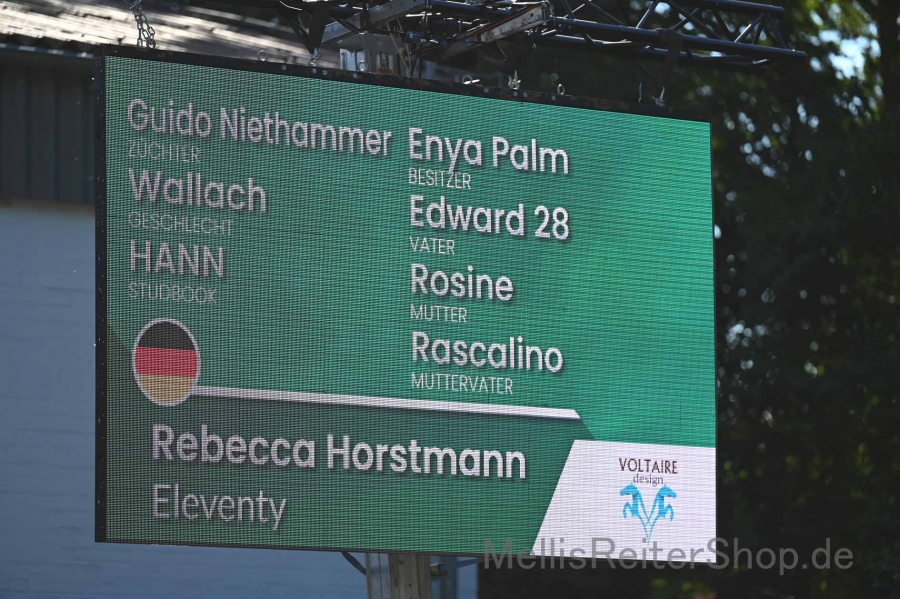 Guido Niethammer
ZÜCHTER
Wallach
GESCHLECHT
HANN
STUDBOOK
Enya Palm
BESITZER
Edward 28
VATER
Rosine
MUTTER
Rascalino
MUTTERVATER
Rebecca Horstmann
Eleventy
VOLTAIRE
design
MellisReiterShop.de